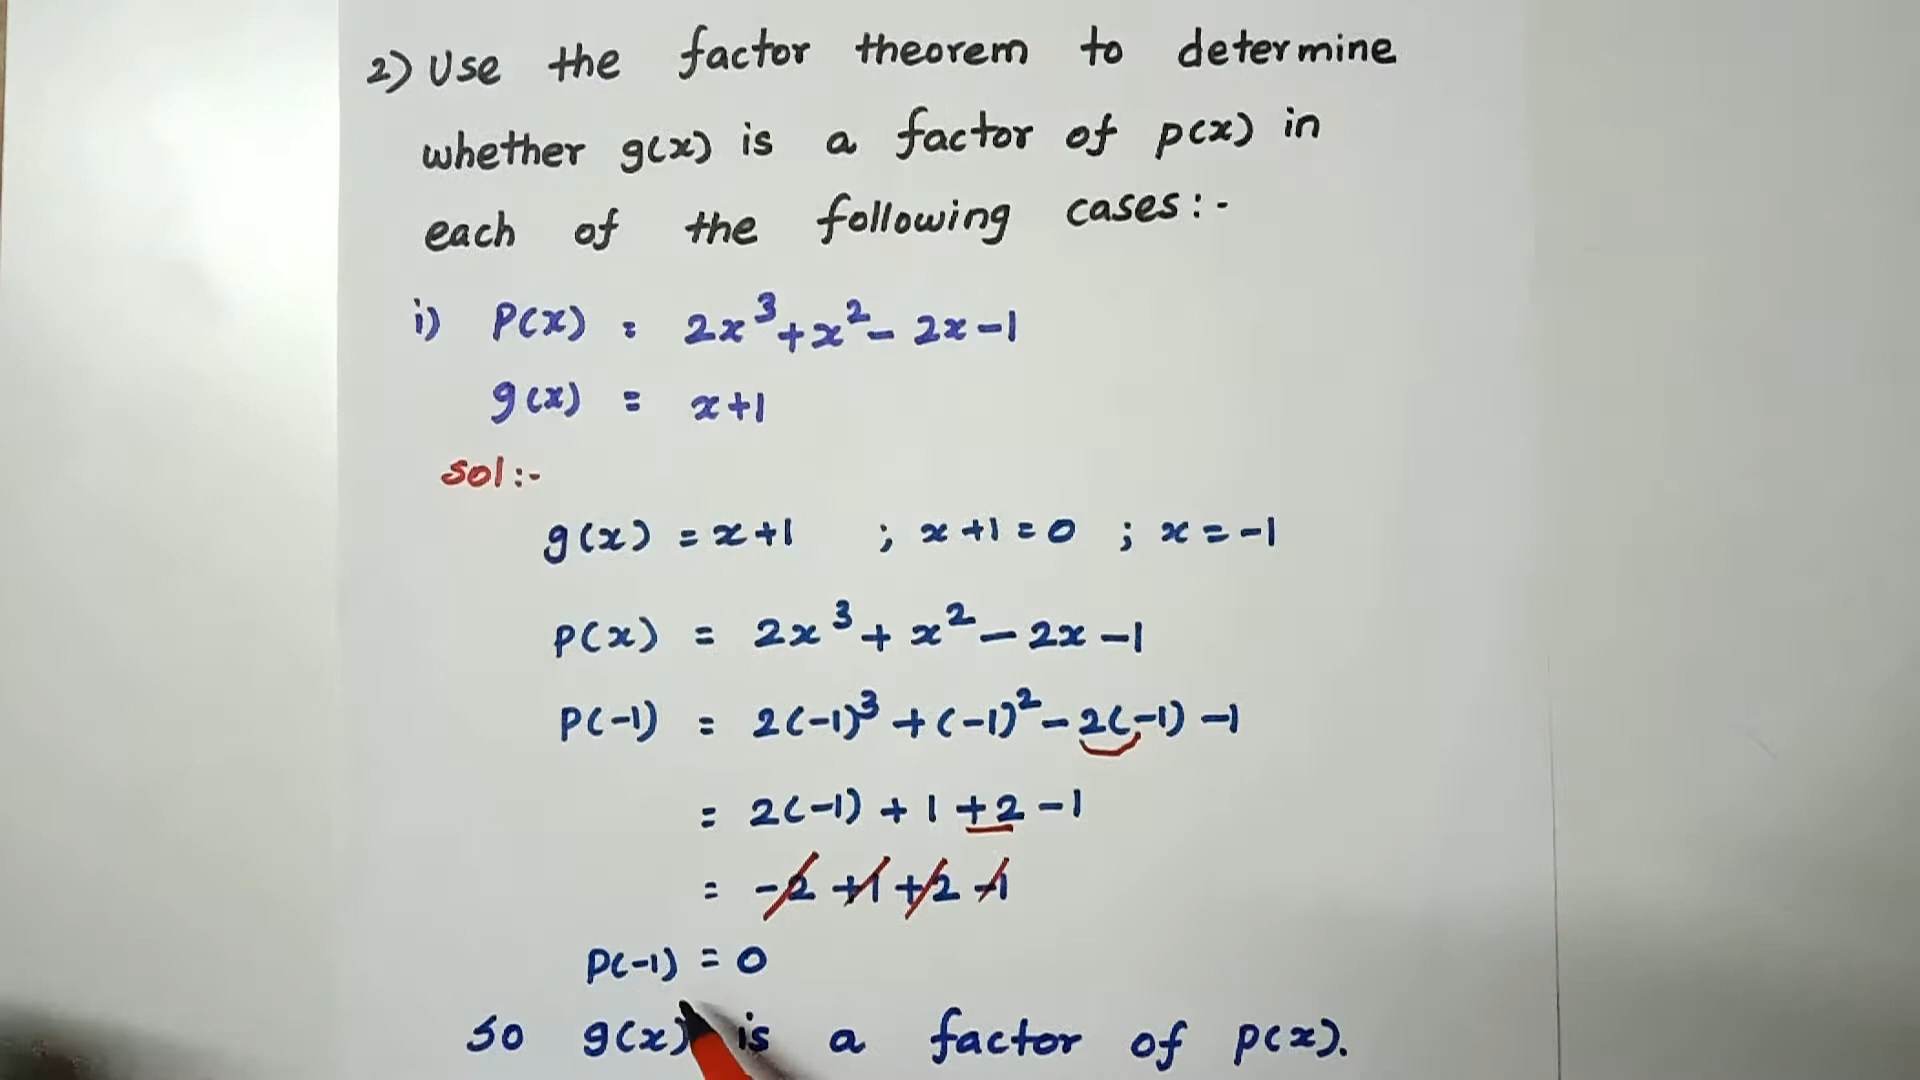 2) Use the factor theorem to determine
whether g(x) is a factor of p(x) in
each of the following cases:-
i) P(x) = 2x³+x²- 2x-1
g(x) = x+1
Sol:-
g(x) = x+1 ; x+1=0 ; x=-1
P(x) = 2x³+x²-2x-1
P(-1) = 2(-1)³+(-1)²-2(-1)-1
= 2(-1)+1+2-1
= -2+1+2-1
P(-1) = 0
So g(x) is a factor of p(x).